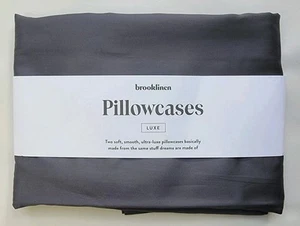 brooklinen
Pillowcases
LUXE
Two soft, smooth, ultra-luxe pillowcases basically
made from the same stuff dreams are made of